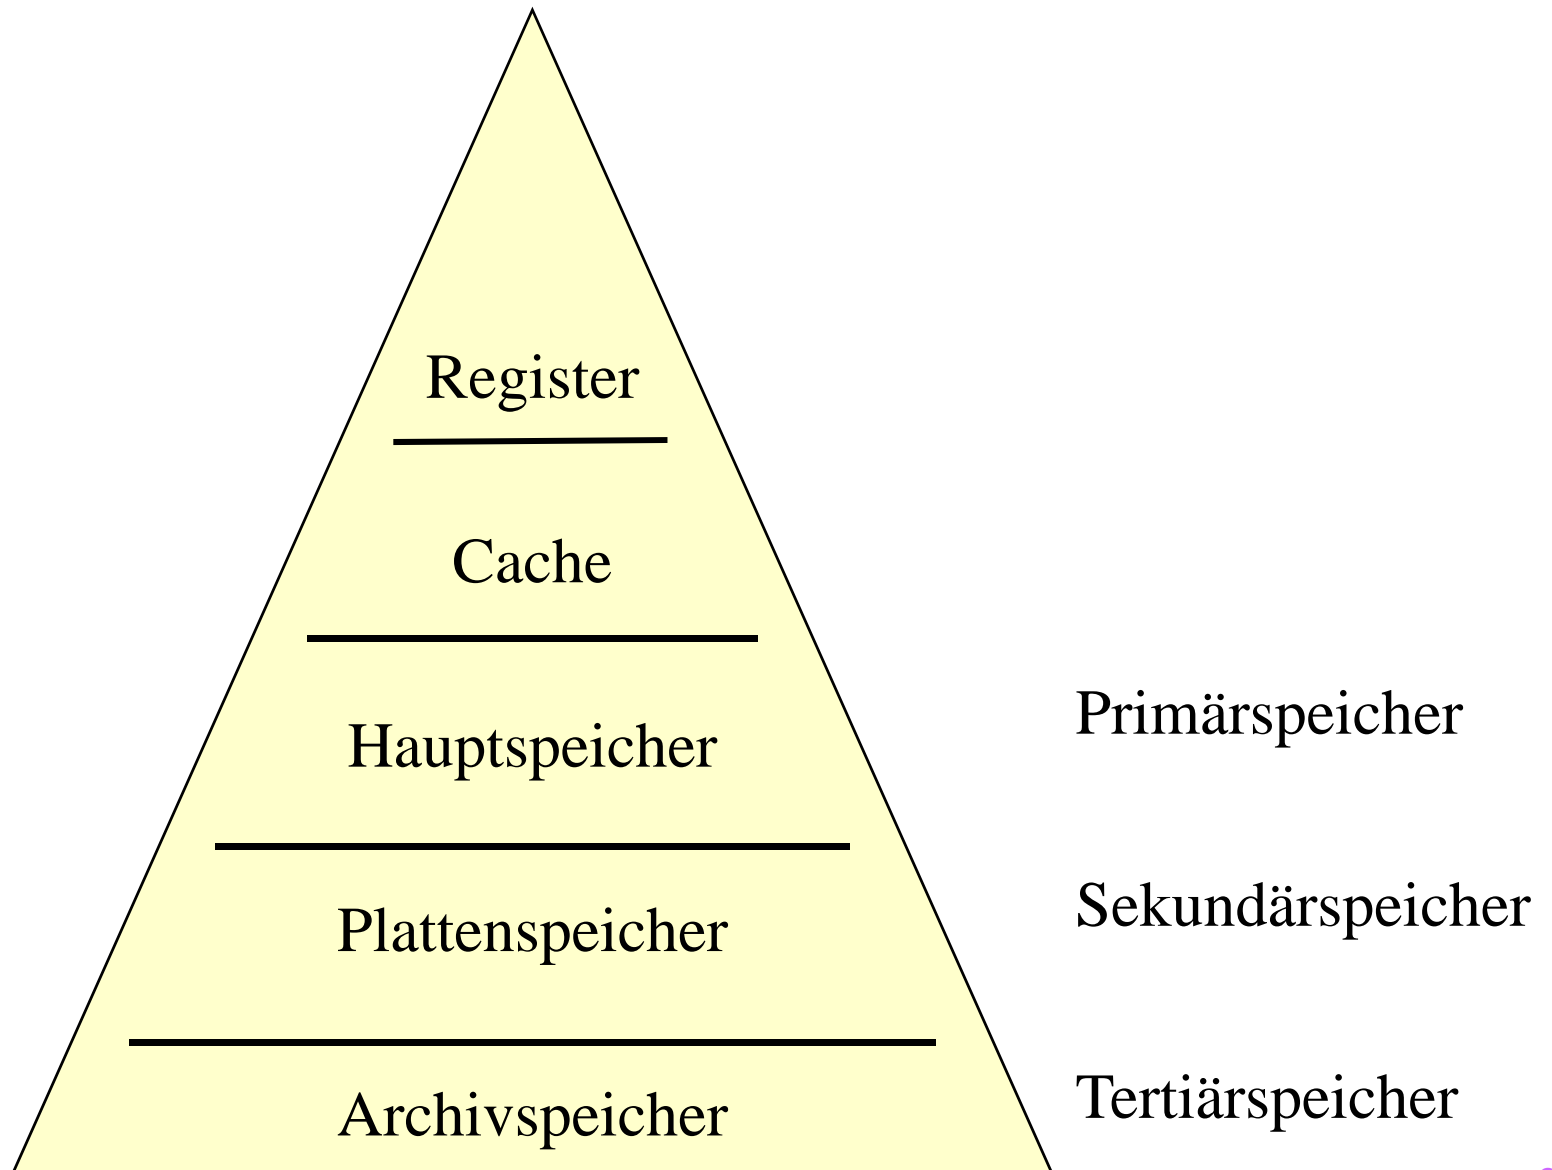 Register
Cache
Hauptspeicher
Primärspeicher
Plattenspeicher
Sekundärspeicher
Archivspeicher
Tertiärspeicher